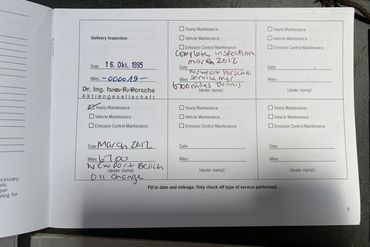 Delivery Inspection
Date 16. Okt. 1995
Miles -000019-
Dr. Ing. h.c. F. Porsche
Aktiengesellschaft
Yearly Maintenance
Vehicle Maintenance
Emission Control Maintenance
Complete inspection
Date march 2012
Newport Porsche
Miles Service mgr
6700 miles Dennis
(dealer stamp)
Yearly Maintenance
Vehicle Maintenance
Emission Control Maintenance
Date
Miles
(dealer stamp)
Yearly Maintenance
Vehicle Maintenance
Emission Control Maintenance
Date March 2012
Miles 6700
Newport Beach
(dealer stamp)
Oil change
Yearly Maintenance
Vehicle Maintenance
Emission Control Maintenance
Date
Miles
(dealer stamp)
Yearly Maintenance
Vehicle Maintenance
Emission Control Maintenance
Date
Miles
(dealer stamp)
Fill in date and mileage. Only check off type of service performed.